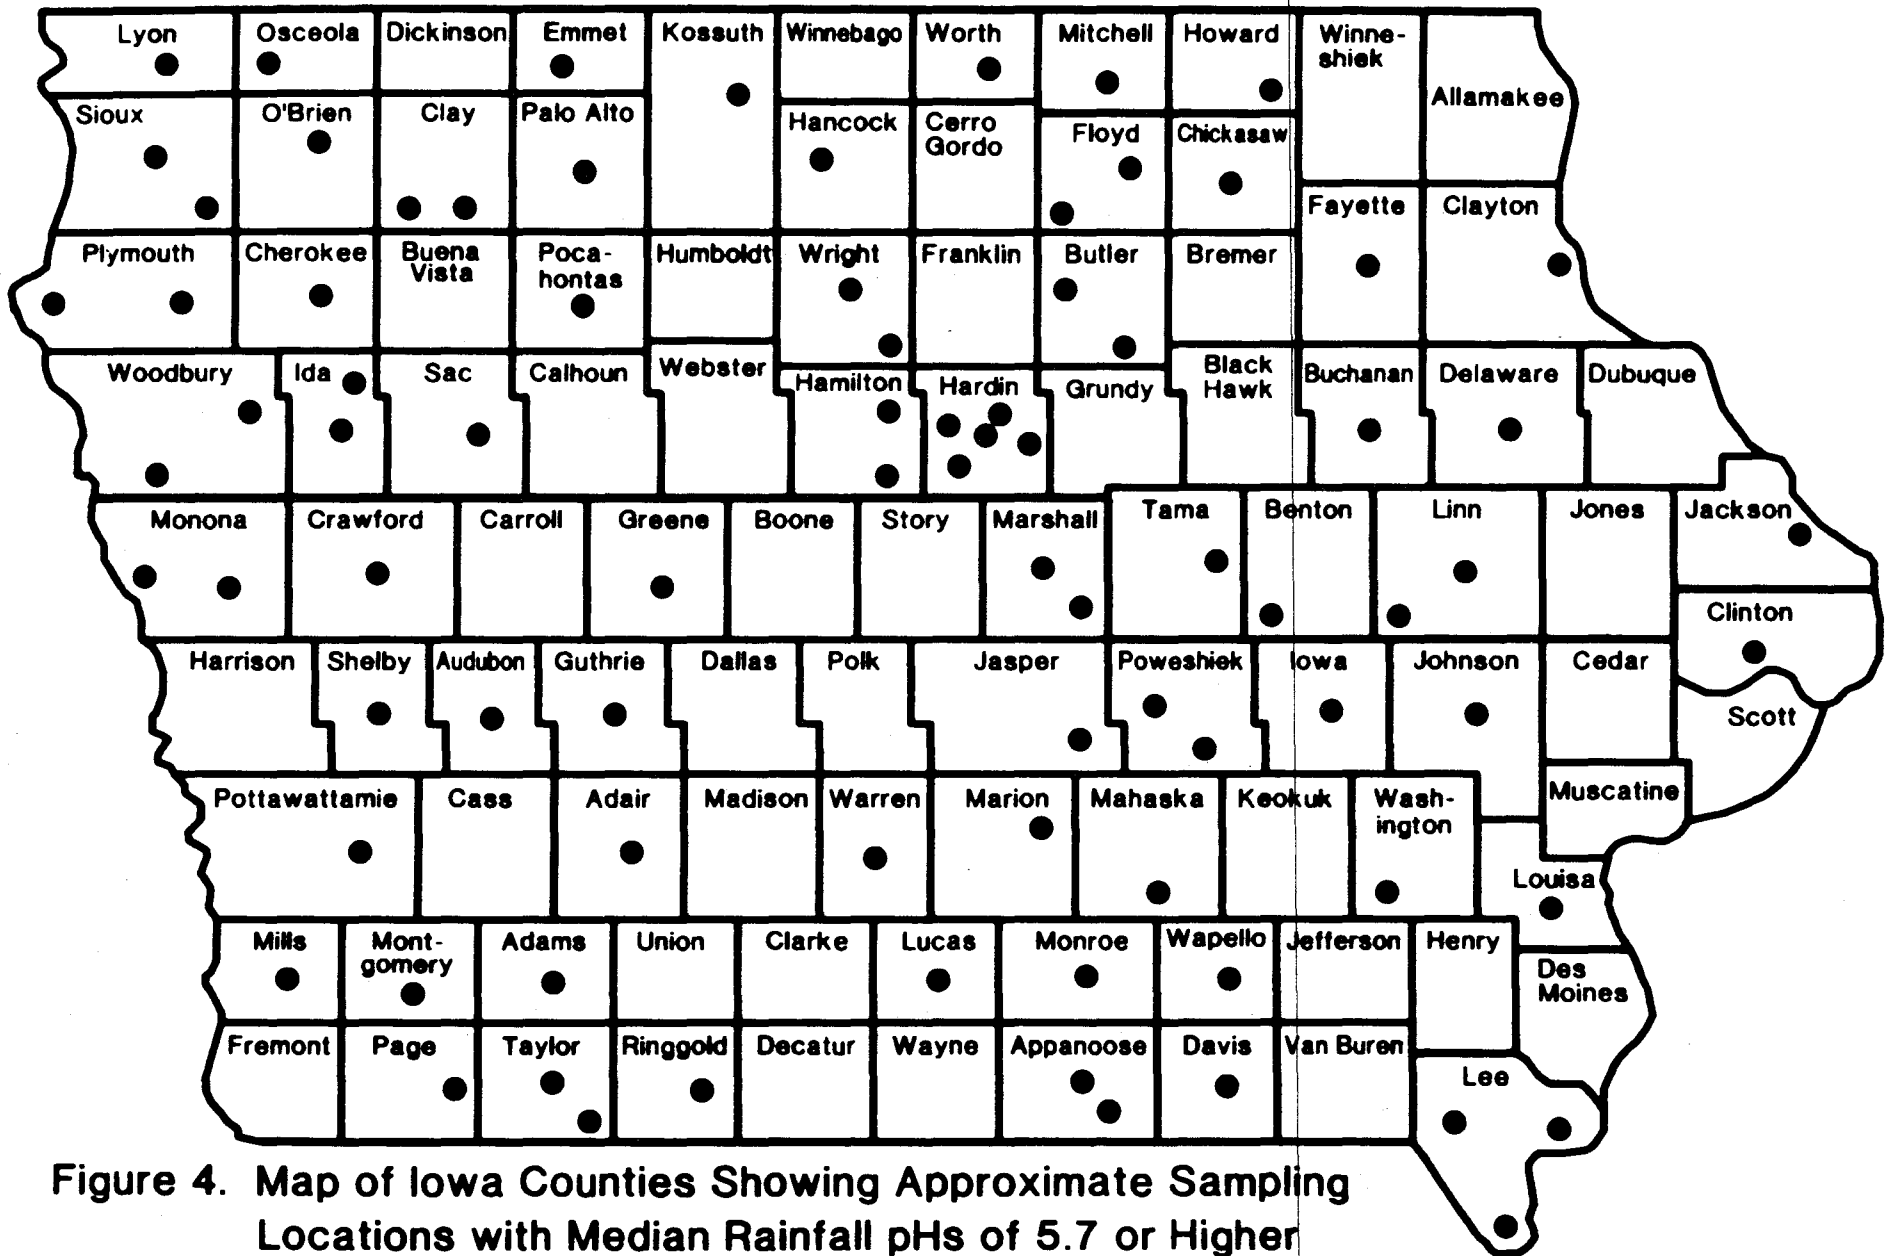 Lyon Osceola Dickinson Emmet Kossuth Winnebago Worth Mitchell Howard Winne-
shiek
Allamakee
Sioux O'Brien Clay Palo Alto Hancock Cerro
Gordo Floyd Chickasaw
Fayette Clayton
Plymouth Cherokee Buena
Vista Poca-
hontas Humboldt Wright Franklin Butler Bremer
Woodbury Ida Sac Calhoun Webster Hamilton Hardin Grundy Black
Hawk Buchanan Delaware Dubuque
Monona Crawford Carroll Greene Boone Story Marshall Tama Benton Linn Jones Jackson
Clinton
Harrison Shelby Audubon Guthrie Dallas Polk Jasper Poweshiek Iowa Johnson Cedar
Scott
Pottawattamie Cass Adair Madison Warren Marion Mahaska Keokuk Wash-
ington Muscatine
Louisa
Mills Mont-
gomery Adams Union Clarke Lucas Monroe Wapello Jefferson Henry Des
Moines
Fremont Page Taylor Ringgold Decatur Wayne Appanoose Davis Van Buren
Lee
Figure 4. Map of Iowa Counties Showing Approximate Sampling
Locations with Median Rainfall pHs of 5.7 or Higher